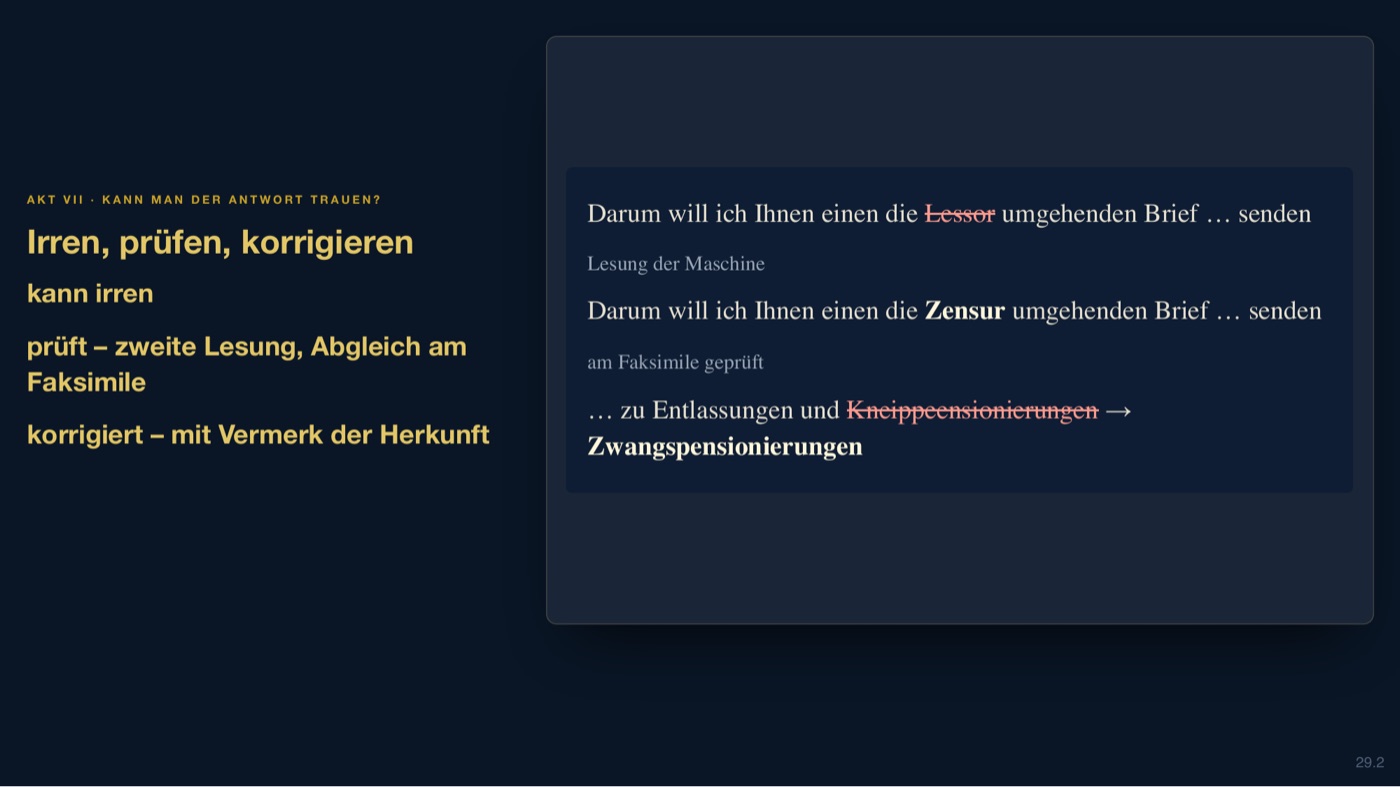 AKT VII · KANN MAN DER ANTWORT TRAUEN?
Irren, prüfen, korrigieren
kann irren
prüft – zweite Lesung, Abgleich am
Faksimile
korrigiert – mit Vermerk der Herkunft
Darum will ich Ihnen einen die Lessor umgehenden Brief … senden
Lesung der Maschine
Darum will ich Ihnen einen die Zensur umgehenden Brief … senden
am Faksimile geprüft
… zu Entlassungen und Kneippensionierungen →
Zwangspensionierungen
29.2